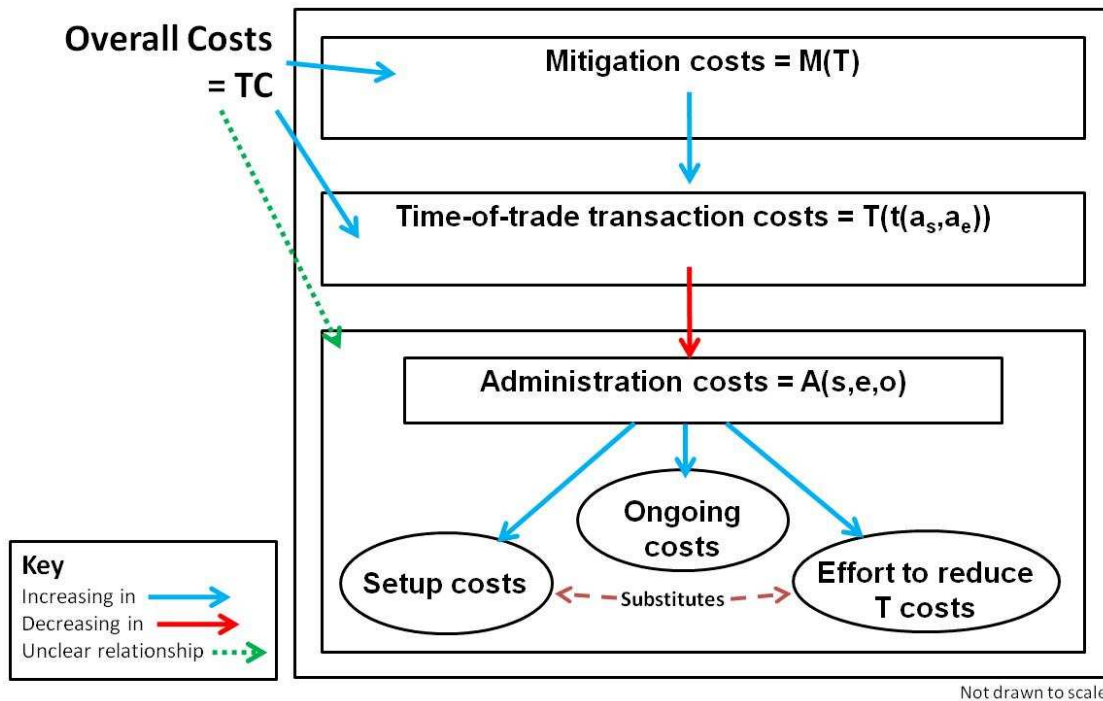 Overall Costs
= TC
Mitigation costs = M(T)
Time-of-trade transaction costs = T(t(aₛ,aₑ))
Administration costs = A(s,e,o)
Ongoing
costs
Setup costs
Substitutes
Effort to reduce
T costs
Key
Increasing in
Decreasing in
Unclear relationship
Not drawn to scale